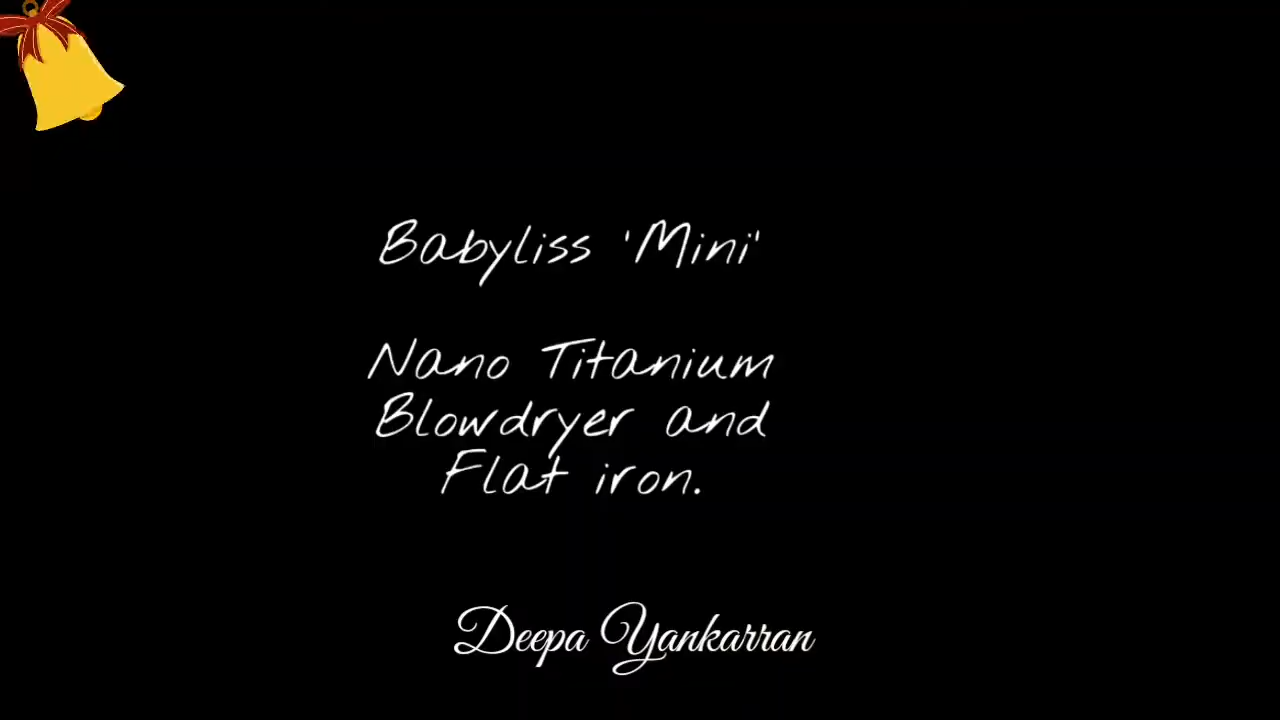 Babyliss 'Mini'
Nano Titanium
Blowdryer and
Flat iron.
Deepa Yankarran